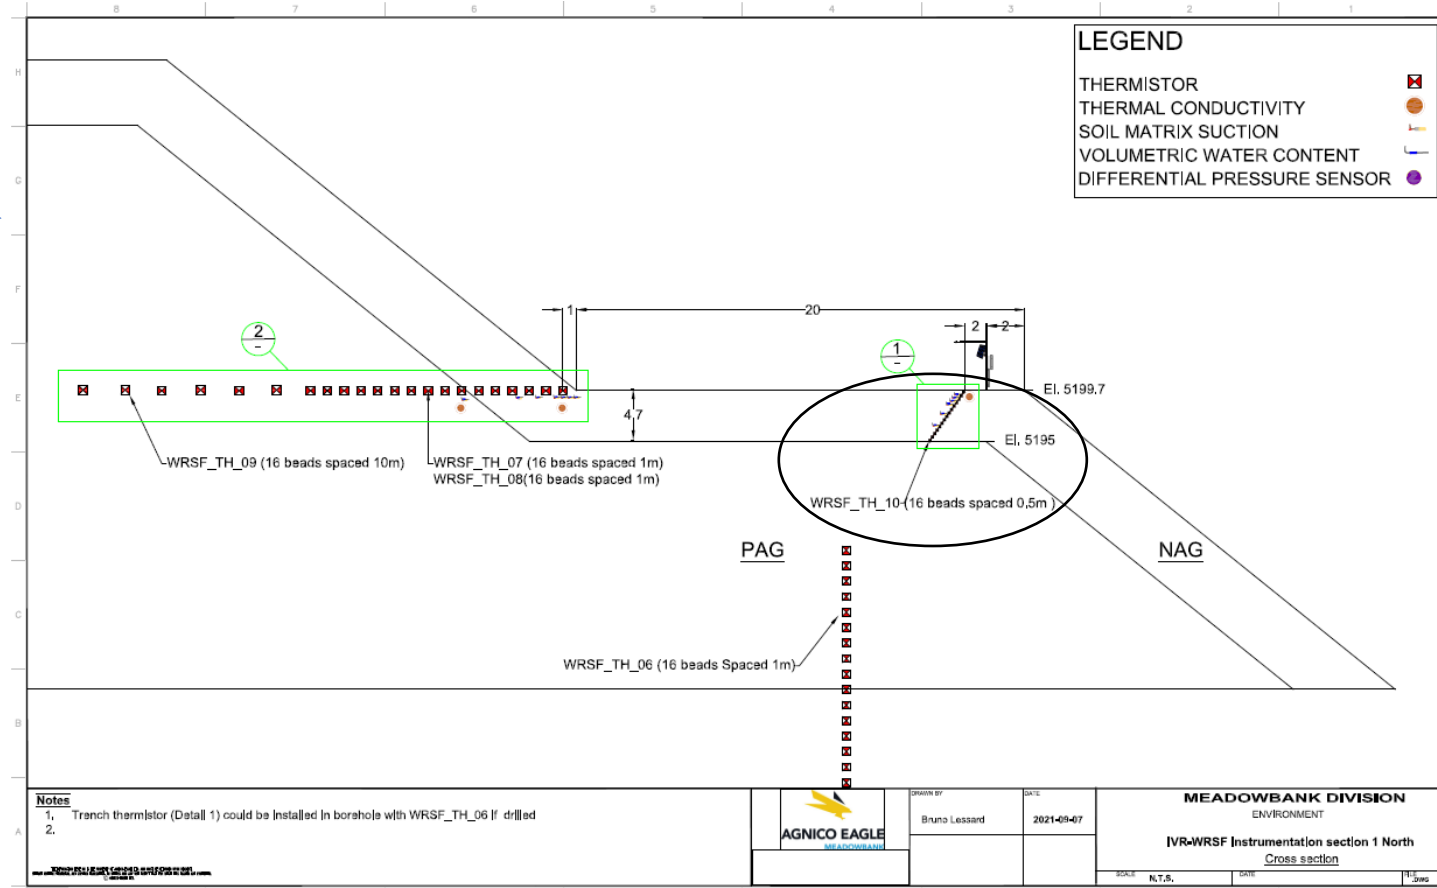 8 7 6 5 4 3 2 1
LEGEND
THERMISTOR
THERMAL CONDUCTIVITY
SOIL MATRIX SUCTION
VOLUMETRIC WATER CONTENT
DIFFERENTIAL PRESSURE SENSOR
H
G
F
E
D
C
B
A
1
20
2
2
2
-
1
-
4,7
El. 5199.7
El. 5195
WRSF_TH_09 (16 beads spaced 10m)
WRSF_TH_07 (16 beads spaced 1m)
WRSF_TH_08(16 beads spaced 1m)
WRSF_TH_10 (16 beads spaced 0,5m )
PAG
NAG
WRSF_TH_06 (16 beads Spaced 1m)
Notes
1, Trench thermistor (Detail 1) could be Installed In borehole with WRSF_TH_06 If drilled
2.
AGNICO EAGLE
MEADOWBANK
DRAWN BY
Bruno Lessard
DATE
2021-09-07
MEADOWBANK DIVISION
ENVIRONMENT
IVR-WRSF Instrumentation section 1 North
Cross section
SCALE
N.T.S.
DATE
FILE
.DWG